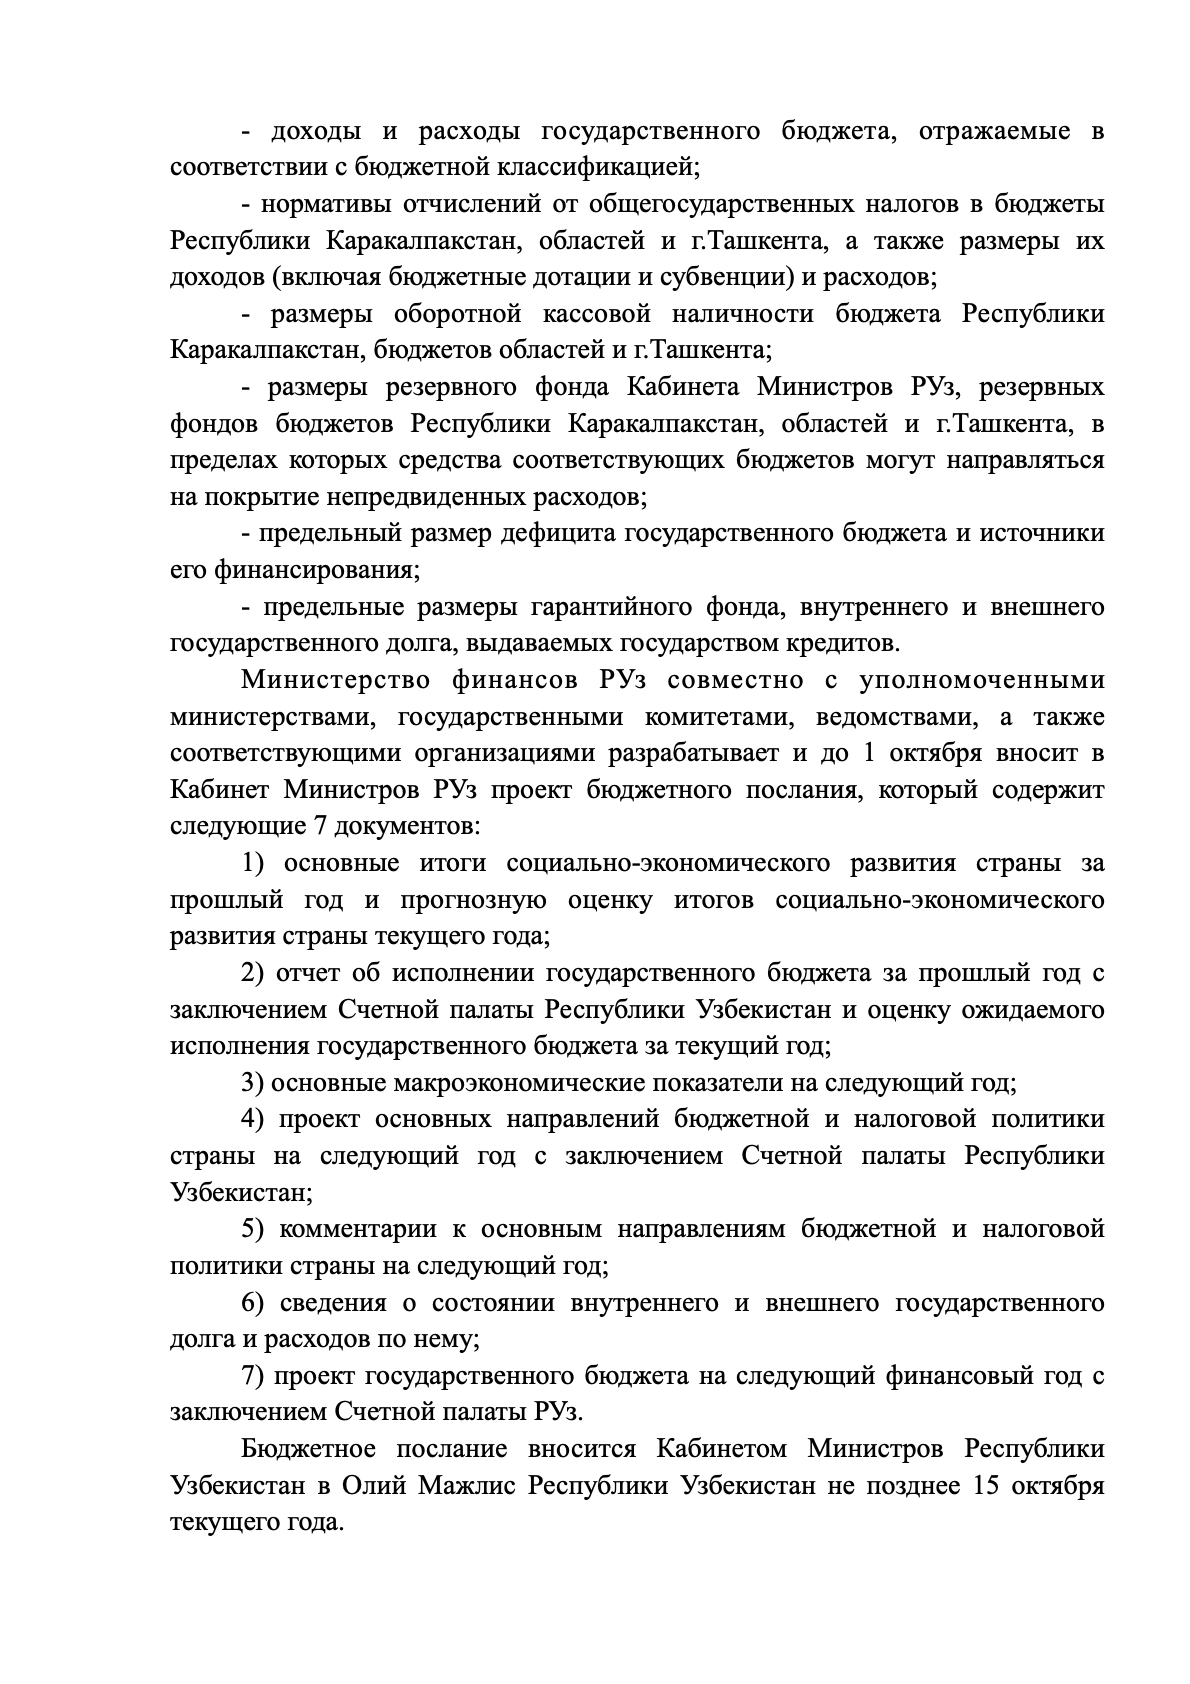 - доходы и расходы государственного бюджета, отражаемые в
соответствии с бюджетной классификацией;
- нормативы отчислений от общегосударственных налогов в бюджеты
Республики Каракалпакстан, областей и г.Ташкента, а также размеры их
доходов (включая бюджетные дотации и субвенции) и расходов;
- размеры оборотной кассовой наличности бюджета Республики
Каракалпакстан, бюджетов областей и г.Ташкента;
- размеры резервного фонда Кабинета Министров РУз, резервных
фондов бюджетов Республики Каракалпакстан, областей и г.Ташкента, в
пределах которых средства соответствующих бюджетов могут направляться
на покрытие непредвиденных расходов;
- предельный размер дефицита государственного бюджета и источники
его финансирования;
- предельные размеры гарантийного фонда, внутреннего и внешнего
государственного долга, выдаваемых государством кредитов.
Министерство финансов РУз совместно с уполномоченными
министерствами, государственными комитетами, ведомствами, а также
соответствующими организациями разрабатывает и до 1 октября вносит в
Кабинет Министров РУз проект бюджетного послания, который содержит
следующие 7 документов:
1) основные итоги социально-экономического развития страны за
прошлый год и прогнозную оценку итогов социально-экономического
развития страны текущего года;
2) отчет об исполнении государственного бюджета за прошлый год с
заключением Счетной палаты Республики Узбекистан и оценку ожидаемого
исполнения государственного бюджета за текущий год;
3) основные макроэкономические показатели на следующий год;
4) проект основных направлений бюджетной и налоговой политики
страны на следующий год с заключением Счетной палаты Республики
Узбекистан;
5) комментарии к основным направлениям бюджетной и налоговой
политики страны на следующий год;
6) сведения о состоянии внутреннего и внешнего государственного
долга и расходов по нему;
7) проект государственного бюджета на следующий финансовый год с
заключением Счетной палаты РУз.
Бюджетное послание вносится Кабинетом Министров Республики
Узбекистан в Олий Мажлис Республики Узбекистан не позднее 15 октября
текущего года.